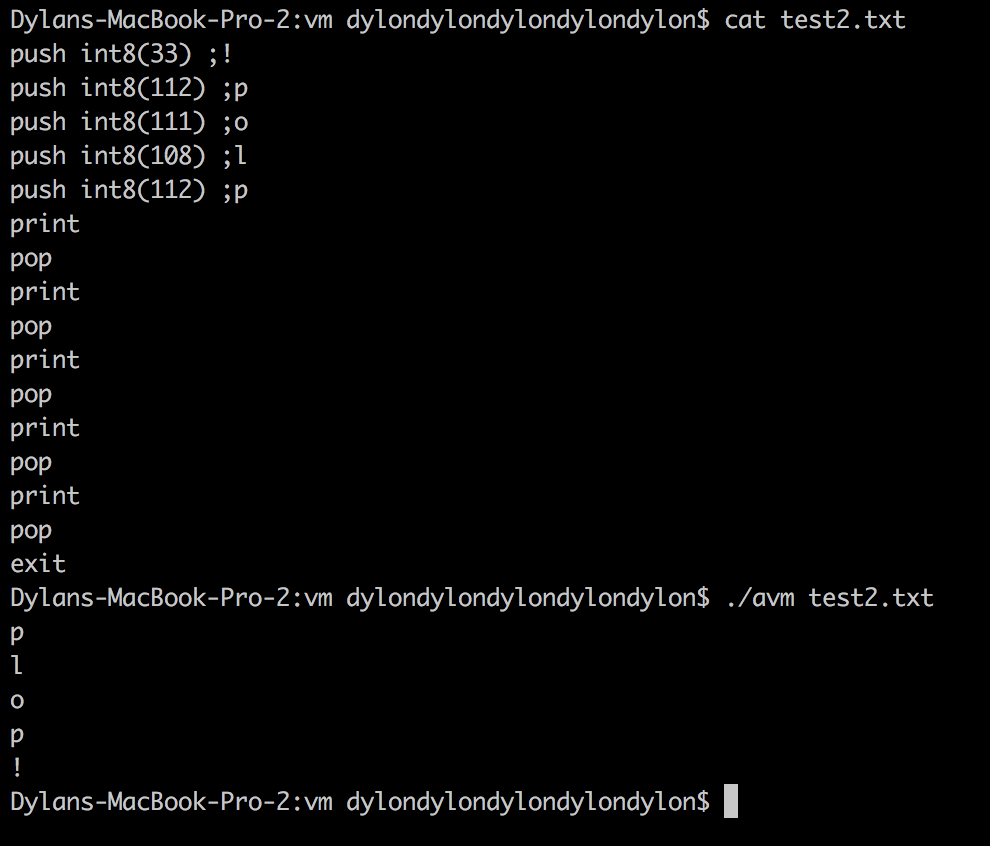 Dylans-MacBook-Pro-2:vm dylondylondylondylondylon$ cat test2.txt
push int8(33) ;!
push int8(112) ;p
push int8(111) ;o
push int8(108) ;l
push int8(112) ;p
print
pop
print
pop
print
pop
print
pop
print
pop
exit
Dylans-MacBook-Pro-2:vm dylondylondylondylondylon$ ./avm test2.txt
p
l
o
p
!
Dylans-MacBook-Pro-2:vm dylondylondylondylondylon$